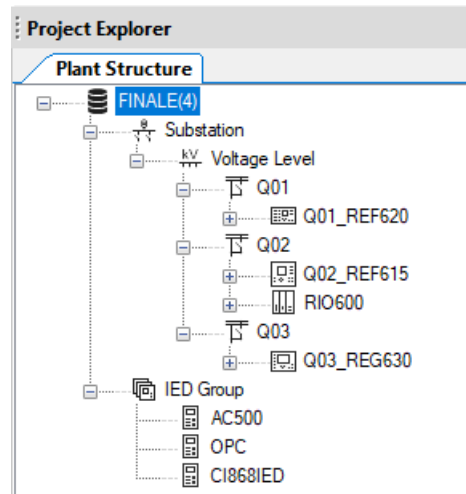 Project Explorer
Plant Structure
FINALE(4)
Substation
kV Voltage Level
Q01
Q01_REF620
Q02
Q02_REF615
RIO600
Q03
Q03_REG630
IED Group
AC500
OPC
CI868IED